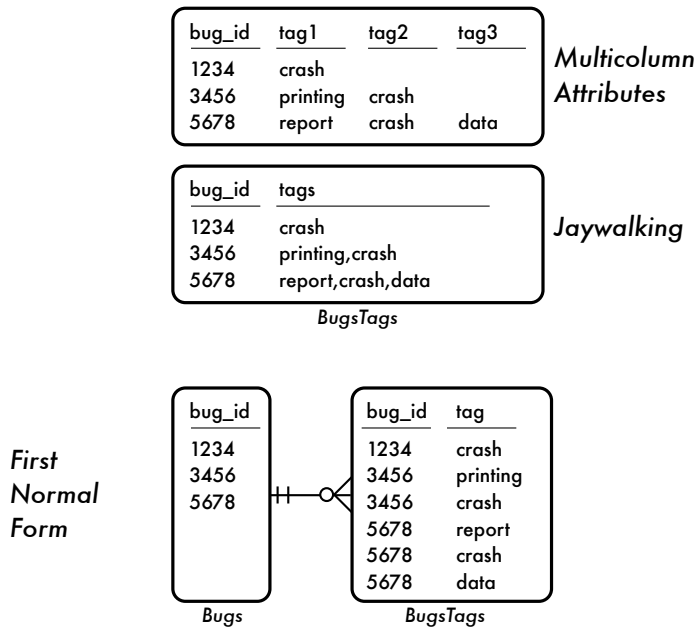 bug_id tag1 tag2 tag3
1234 crash
3456 printing crash
5678 report crash data
Multicolumn
Attributes
bug_id tags
1234 crash
3456 printing,crash
5678 report,crash,data
Jaywalking
BugsTags
First
Normal
Form
bug_id
1234
3456
5678
Bugs
bug_id tag
1234 crash
3456 printing
3456 crash
5678 report
5678 crash
5678 data
BugsTags